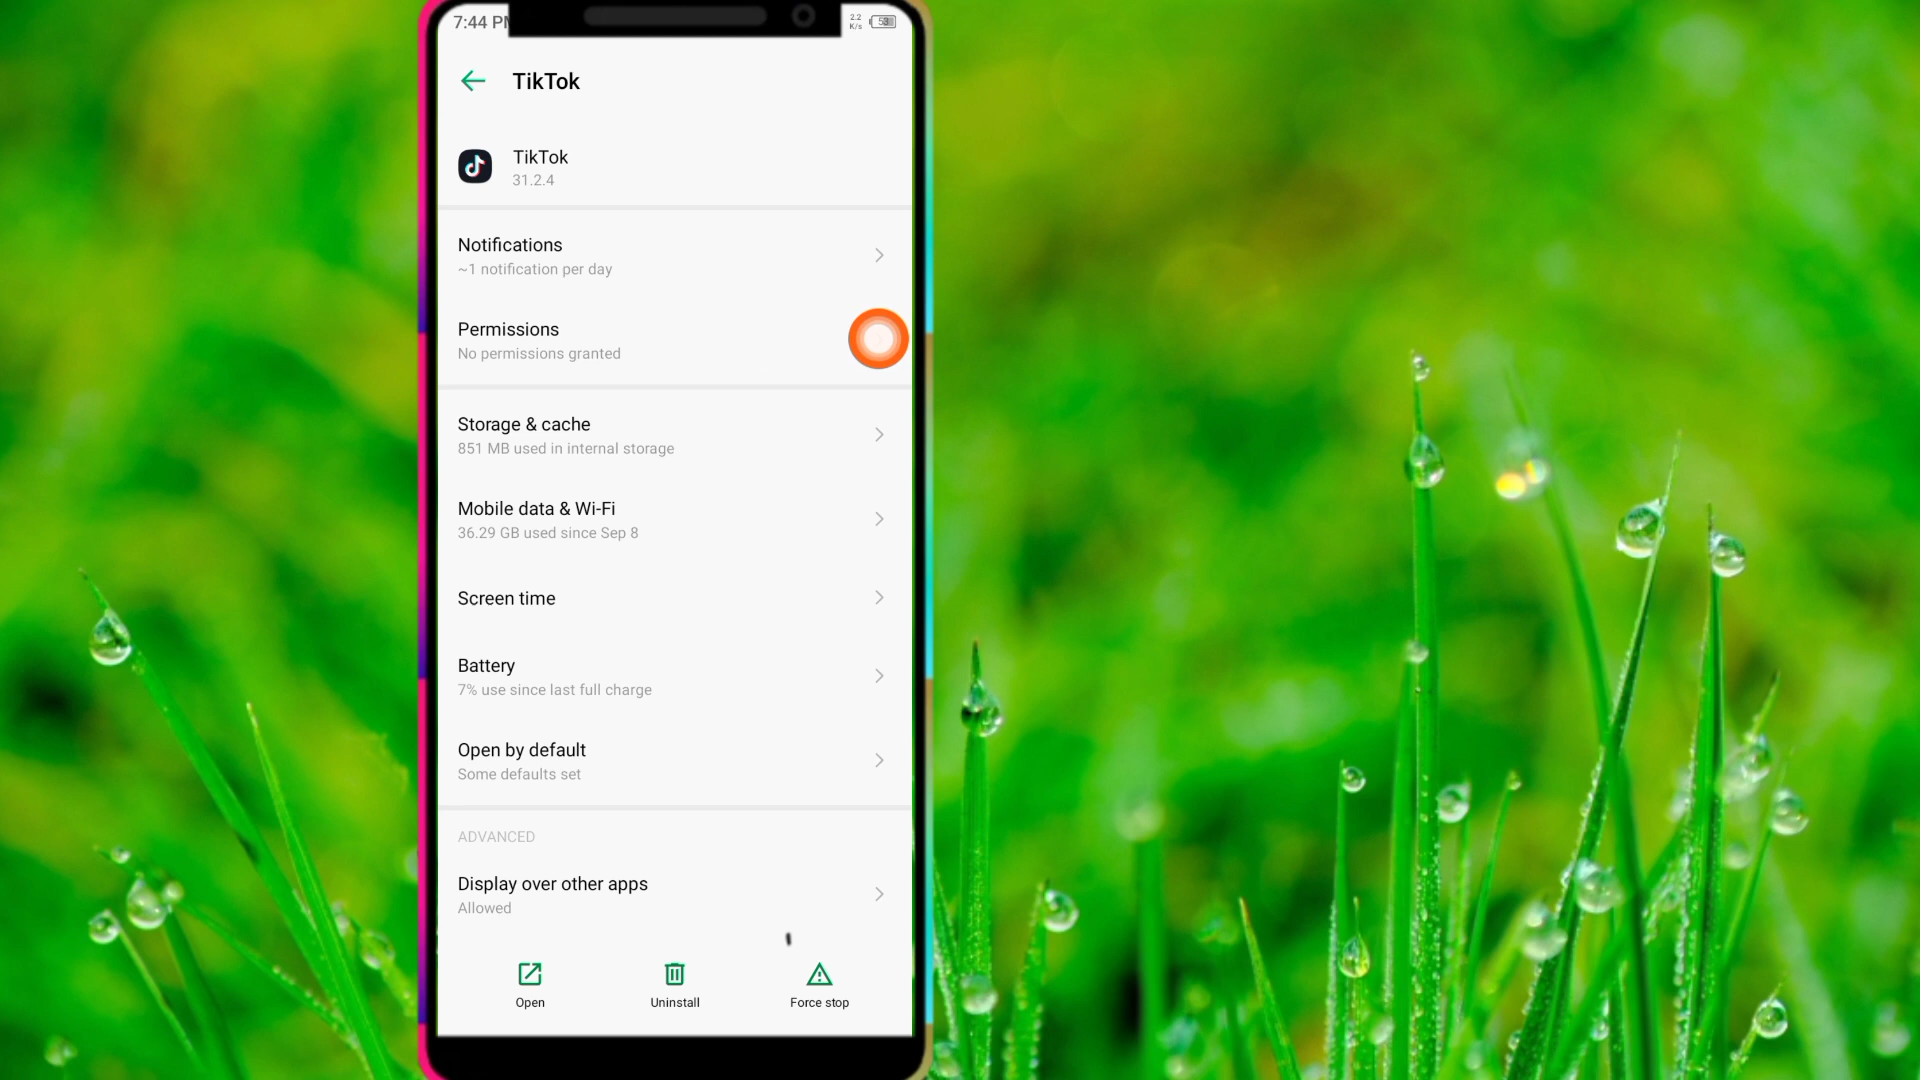 7:44 P
2.2
K/s
53
TikTok
TikTok
31.2.4
Notifications
~1 notification per day
Permissions
No permissions granted
Storage & cache
851 MB used in internal storage
Mobile data & Wi-Fi
36.29 GB used since Sep 8
Screen time
Battery
7% use since last full charge
Open by default
Some defaults set
ADVANCED
Display over other apps
Allowed
Open
Uninstall
Force stop